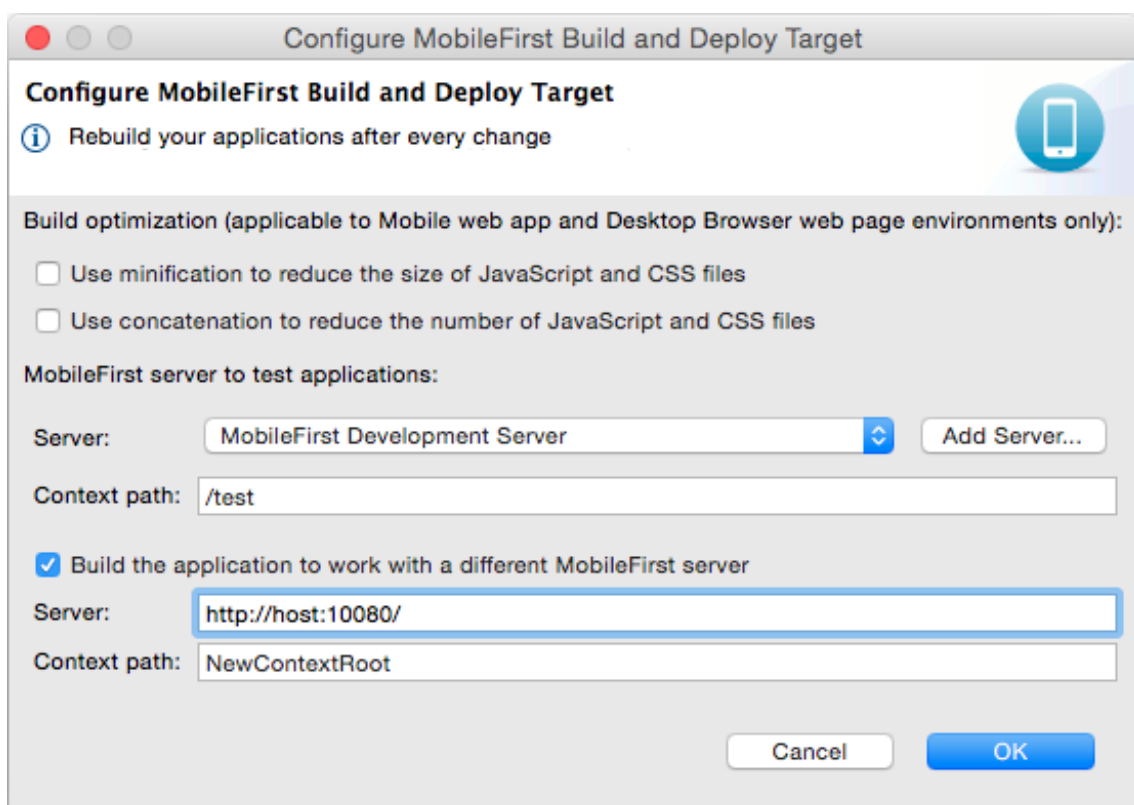 Configure MobileFirst Build and Deploy Target
Configure MobileFirst Build and Deploy Target
Rebuild your applications after every change
Build optimization (applicable to Mobile web app and Desktop Browser web page environments only):
Use minification to reduce the size of JavaScript and CSS files
Use concatenation to reduce the number of JavaScript and CSS files
MobileFirst server to test applications:
Server: MobileFirst Development Server Add Server...
Context path: /test
Build the application to work with a different MobileFirst server
Server: http://host:10080/
Context path: NewContextRoot
Cancel OK